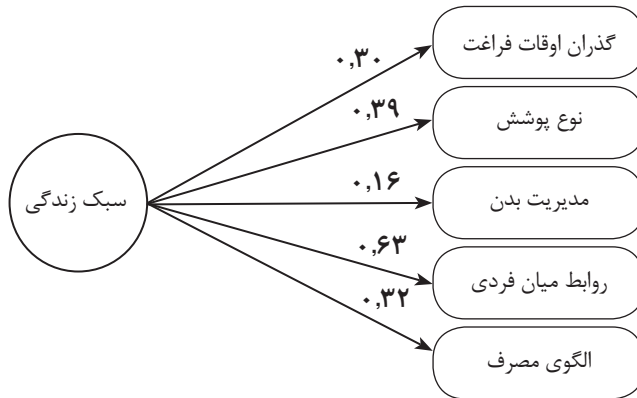 گذران اوقات فراغت
۰٫۳۰
نوع پوشش
۰٫۳۹
سبک زندگی
۰٫۱۶
مدیریت بدن
۰٫۶۳
روابط میان فردی
۰٫۳۲
الگوی مصرف